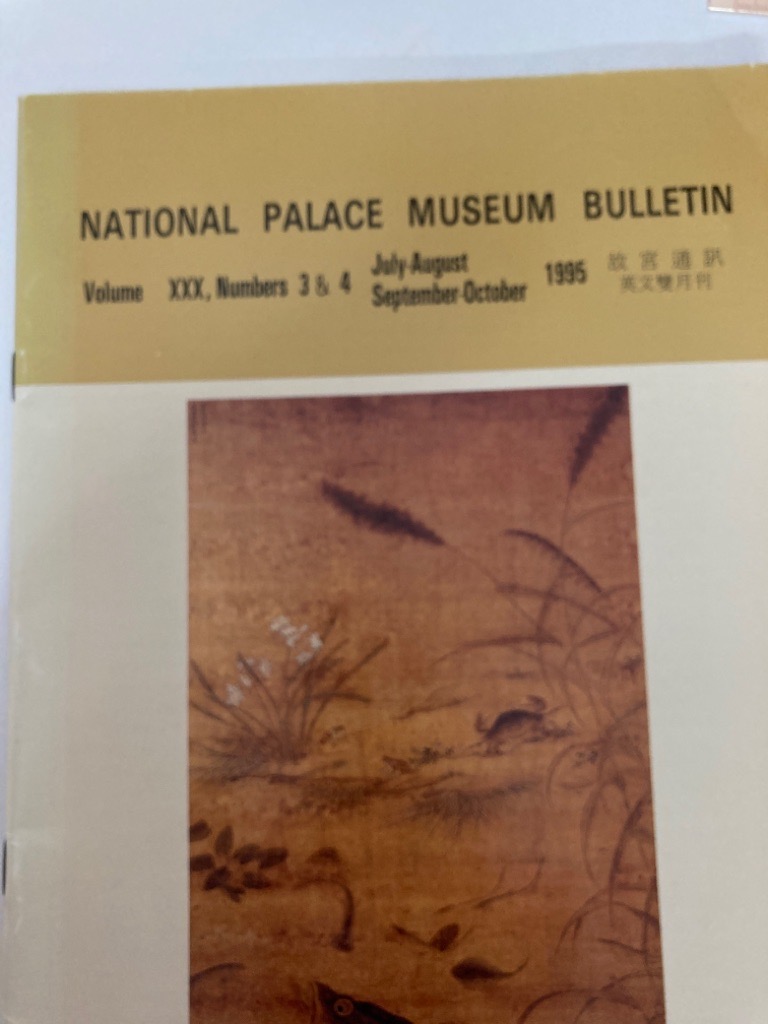 NATIONAL PALACE MUSEUM BULLETIN
Volume XXX, Numbers 3 & 4
July-August
September-October
1995
故宮通訊
英文雙月刊